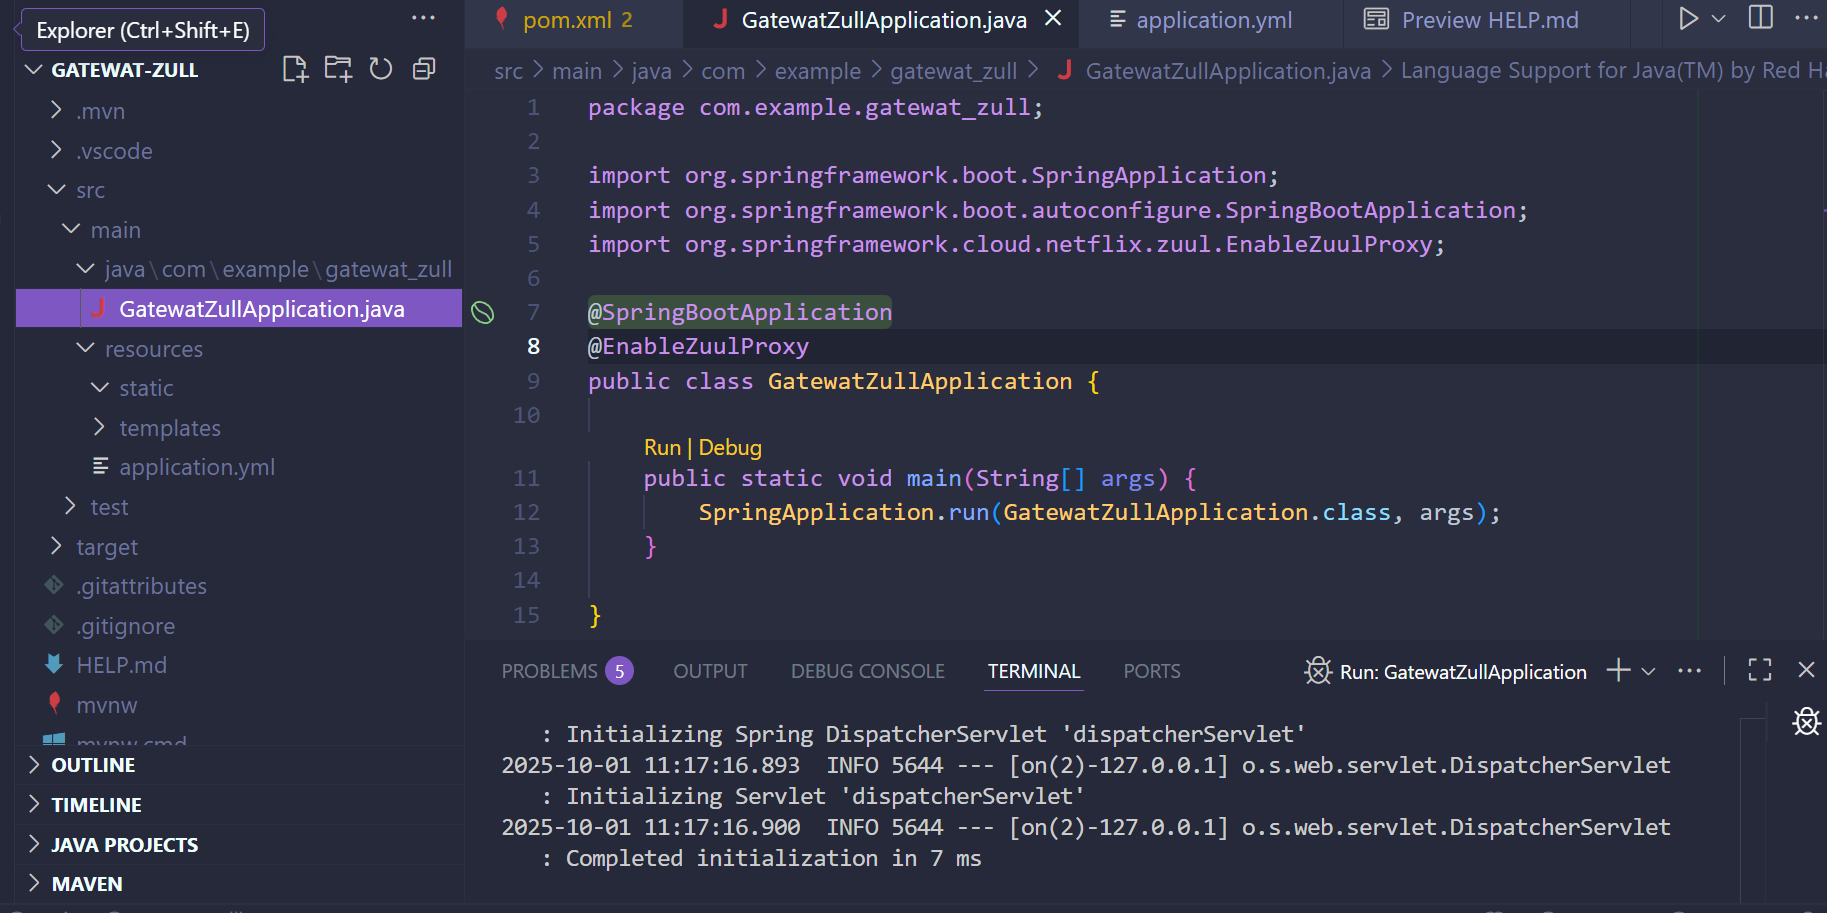 Explorer (Ctrl+Shift+E)
GATEWAT-ZULL
.mvn
.vscode
src
main
java\com\example\gatewat_zull
GatewatZullApplication.java
resources
static
templates
application.yml
test
target
.gitattributes
.gitignore
HELP.md
mvnw
mvnw.cmd
OUTLINE
TIMELINE
JAVA PROJECTS
MAVEN
pom.xml 2
GatewatZullApplication.java
application.yml
Preview HELP.md
src > main > java > com > example > gatewat_zull > GatewatZullApplication.java > Language Support for Java(TM) by Red
1 package com.example.gatewat_zull;
2
3 import org.springframework.boot.SpringApplication;
4 import org.springframework.boot.autoconfigure.SpringBootApplication;
5 import org.springframework.cloud.netflix.zuul.EnableZuulProxy;
6
7 @SpringBootApplication
8 @EnableZuulProxy
9 public class GatewatZullApplication {
10
Run | Debug
11 public static void main(String[] args) {
12 SpringApplication.run(GatewatZullApplication.class, args);
13 }
14
15 }
PROBLEMS 5 OUTPUT DEBUG CONSOLE TERMINAL PORTS
Run: GatewatZullApplication
: Initializing Spring DispatcherServlet 'dispatcherServlet'
2025-10-01 11:17:16.893  INFO 5644 --- [on(2)-127.0.0.1] o.s.web.servlet.DispatcherServlet
: Initializing Servlet 'dispatcherServlet'
2025-10-01 11:17:16.900  INFO 5644 --- [on(2)-127.0.0.1] o.s.web.servlet.DispatcherServlet
: Completed initialization in 7 ms